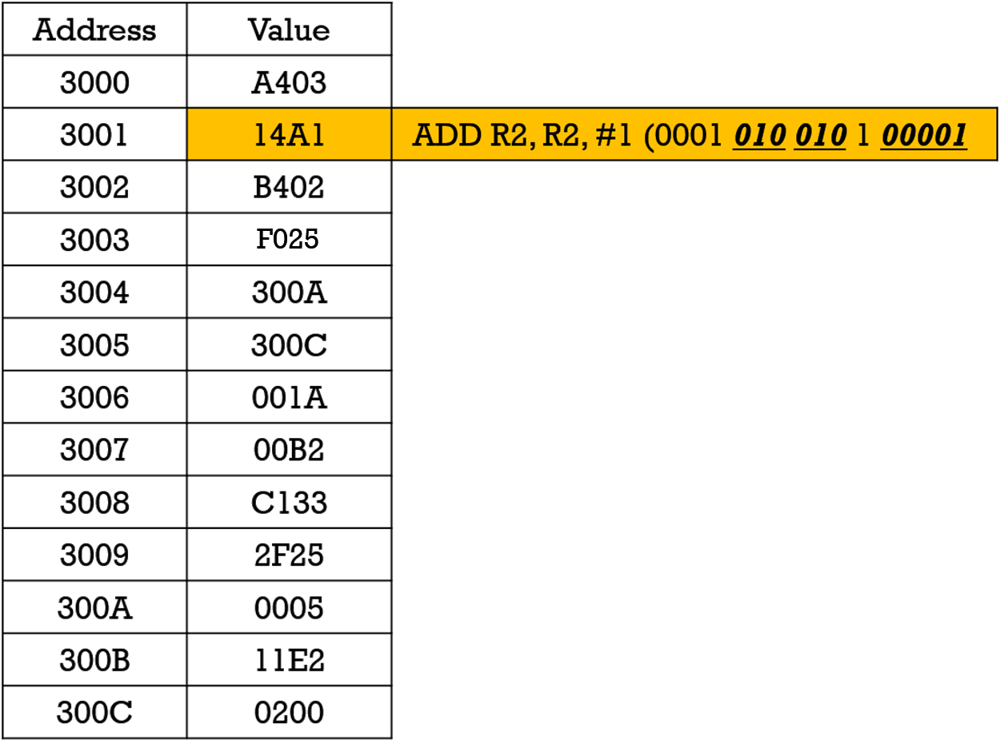 Address Value
3000 A403
3001 14A1 ADD R2, R2, #1 (0001 010 010 1 00001
3002 B402
3003 F025
3004 300A
3005 300C
3006 001A
3007 00B2
3008 C133
3009 2F25
300A 0005
300B 11E2
300C 0200